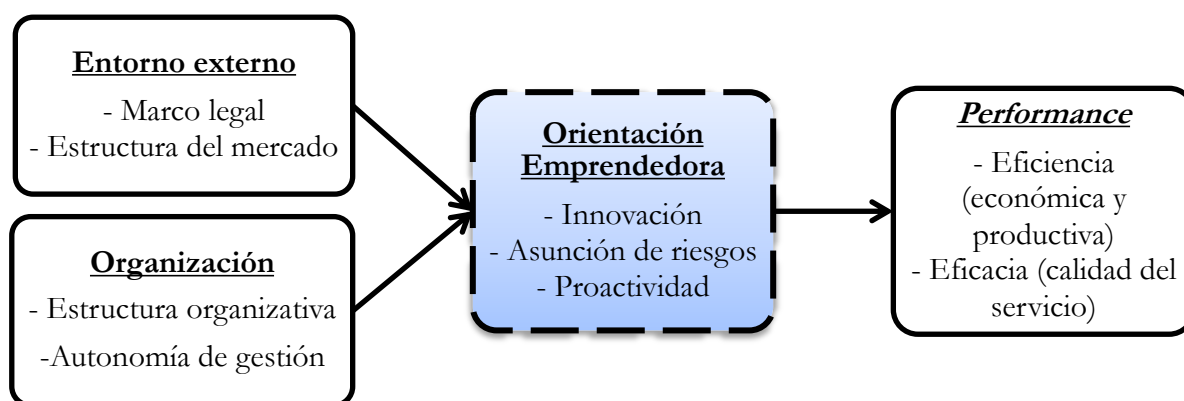 Entorno externo
- Marco legal
- Estructura del mercado
Organización
- Estructura organizativa
-Autonomía de gestión
Orientación
Emprendedora
- Innovación
- Asunción de riesgos
- Proactividad
Performance
- Eficiencia
(económica y
productiva)
- Eficacia (calidad del
servicio)